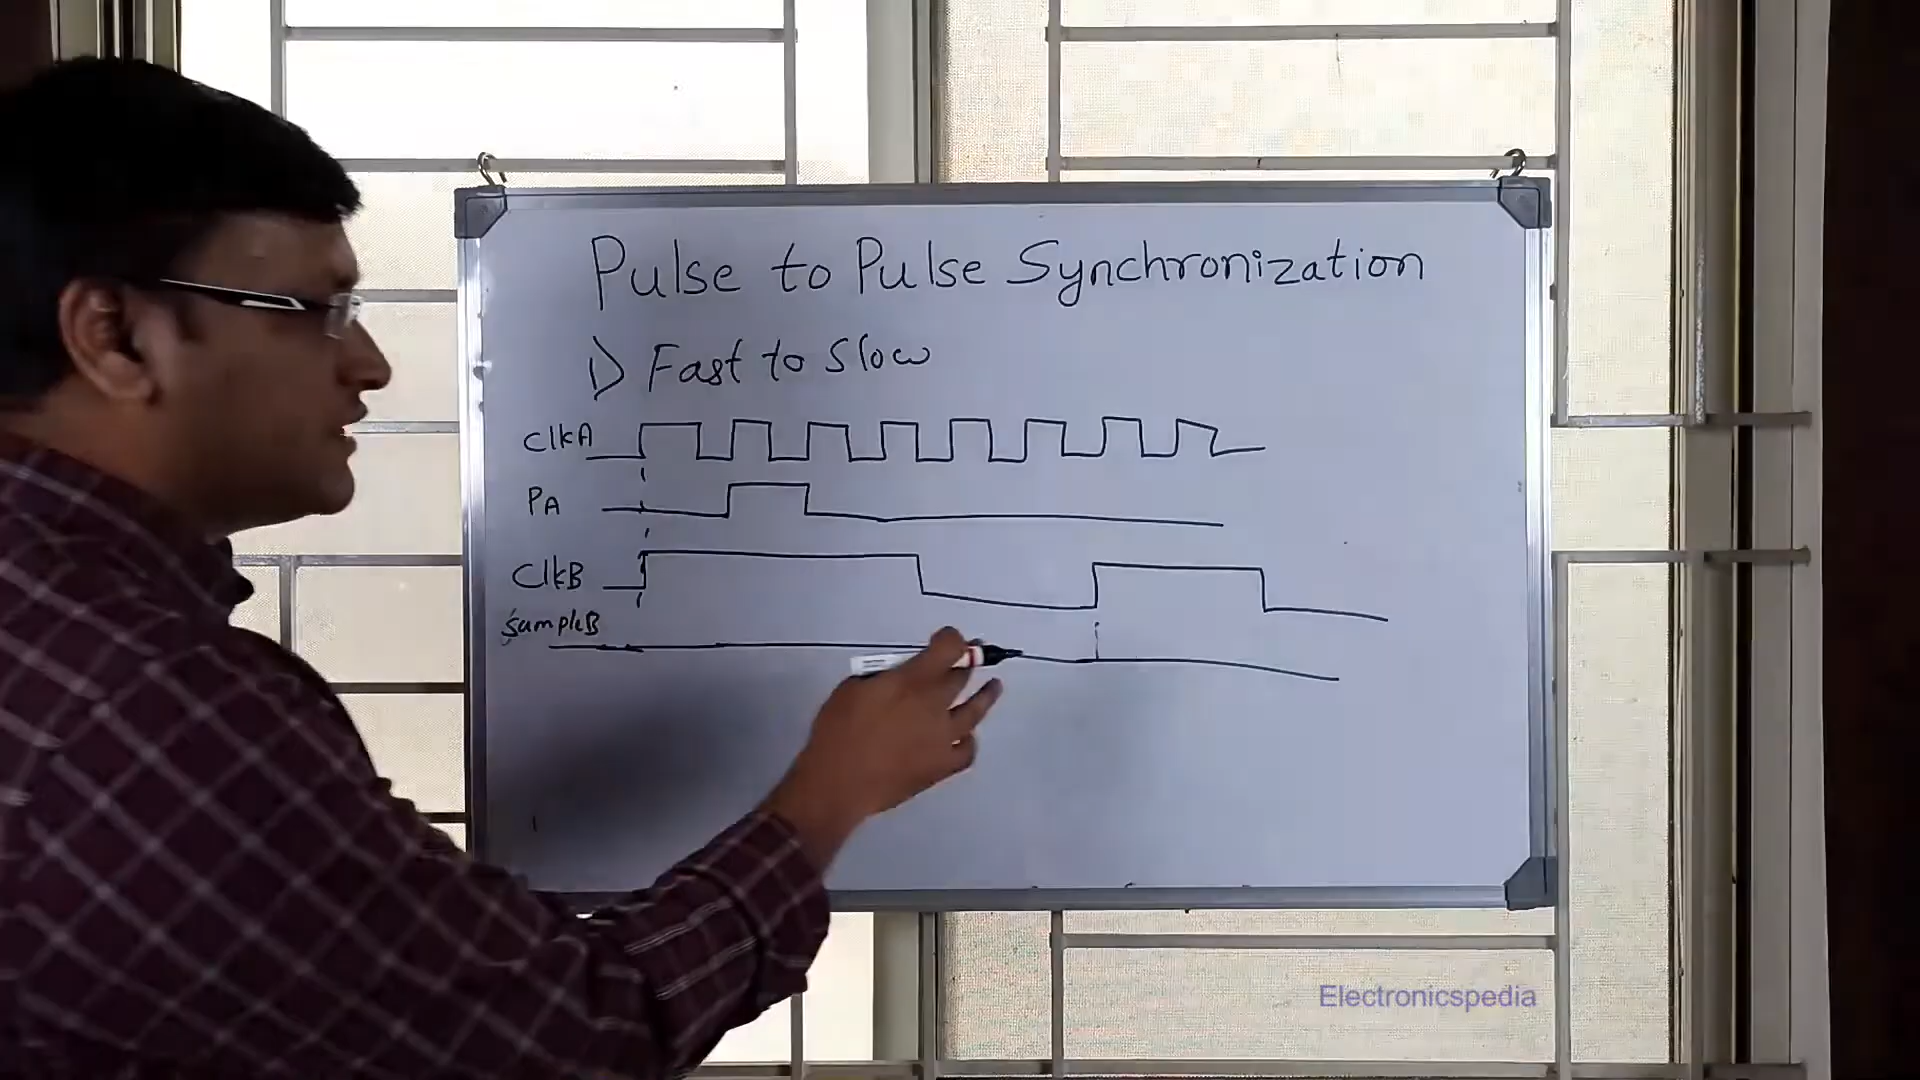 Pulse to Pulse Synchronization
1) Fast to Slow
ClkA
PA
ClkB
SampleB
Electronicspedia